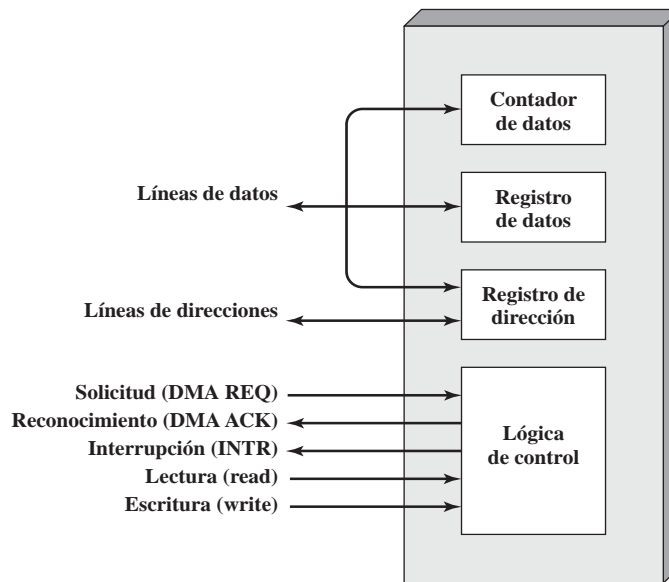 Contador
de datos
Líneas de datos
Registro
de datos
Líneas de direcciones
Registro de
dirección
Solicitud (DMA REQ)
Reconocimiento (DMA ACK)
Interrupción (INTR)
Lectura (read)
Escritura (write)
Lógica
de control